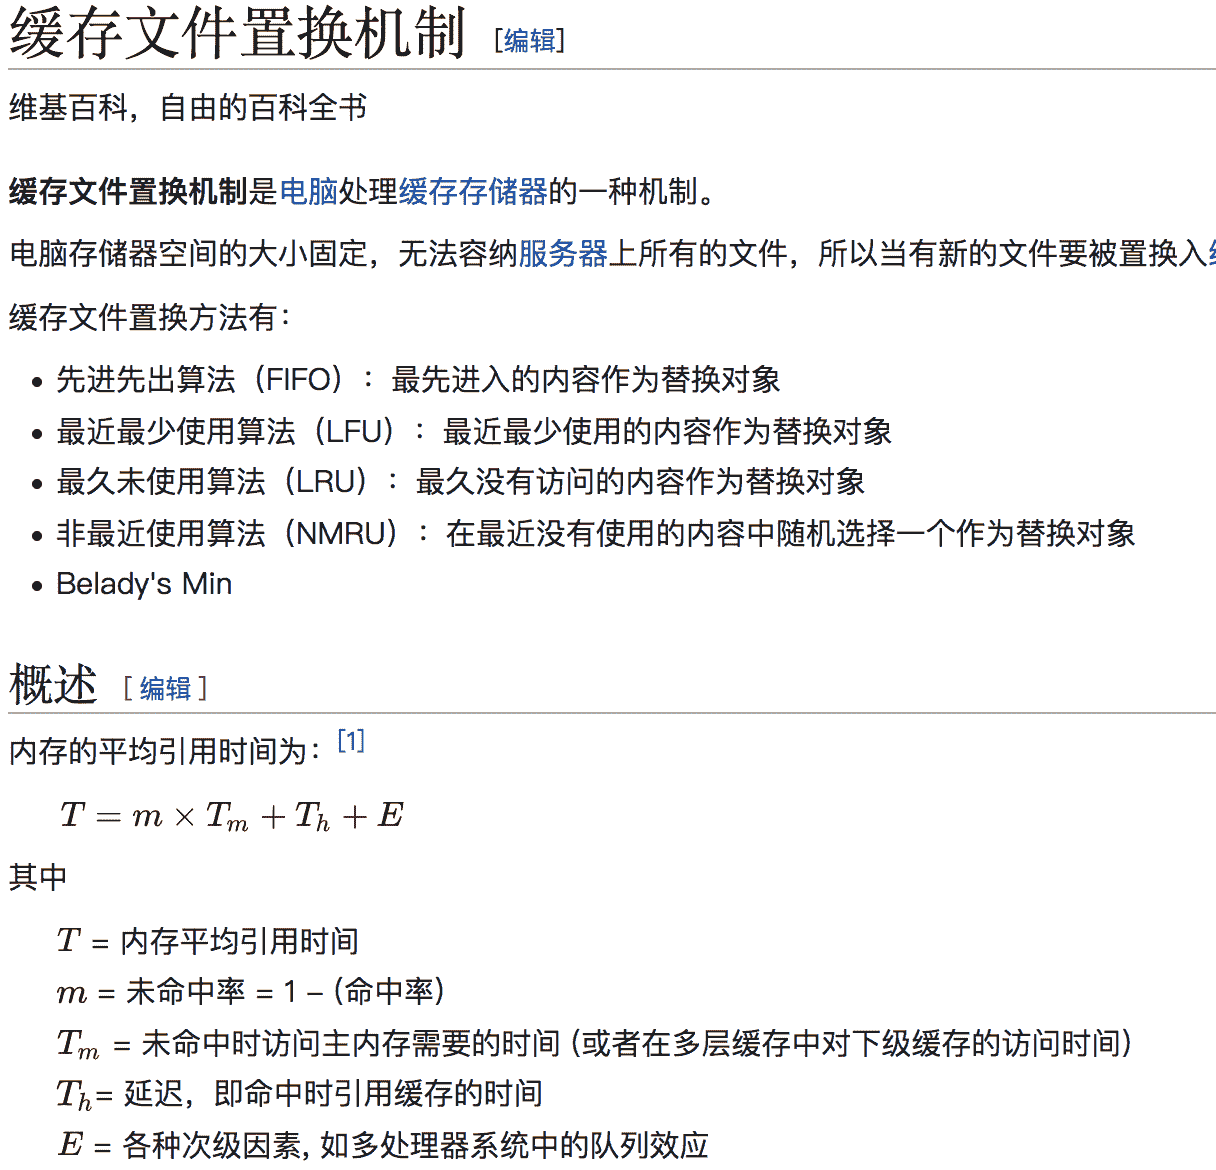 缓存文件置换机制 [编辑]
维基百科，自由的百科全书
缓存文件置换机制是电脑处理缓存存储器的一种机制。
电脑存储器空间的大小固定，无法容纳服务器上所有的文件，所以当有新的文件要被置换入
缓存文件置换方法有：
• 先进先出算法（FIFO）：最先进入的内容作为替换对象
• 最近最少使用算法（LFU）：最近最少使用的内容作为替换对象
• 最久未使用算法（LRU）：最久没有访问的内容作为替换对象
• 非最近使用算法（NMRU）：在最近没有使用的内容中随机选择一个作为替换对象
• Belady's Min
概述 [ 编辑 ]
内存的平均引用时间为：[1]
T = m × Tₘ + Tₕ + E
其中
T = 内存平均引用时间
m = 未命中率 = 1 – (命中率)
Tₘ = 未命中时访问主内存需要的时间 (或者在多层缓存中对下级缓存的访问时间)
Tₕ= 延迟，即命中时引用缓存的时间
E = 各种次级因素, 如多处理器系统中的队列效应